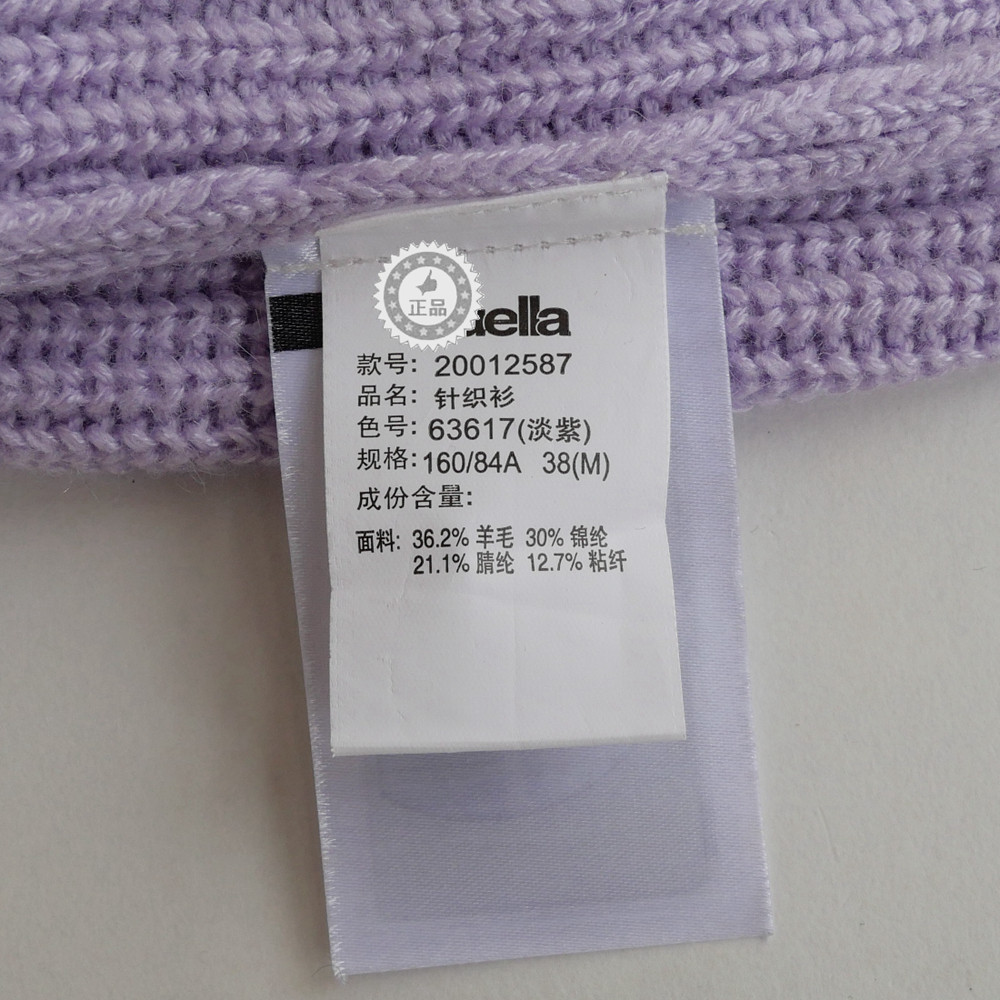 正品
uella
款号: 20012587
品名: 针织衫
色号: 63617(淡紫)
规格: 160/84A 38(M)
成份含量:
面料: 36.2% 羊毛 30% 锦纶
21.1% 腈纶 12.7% 粘纤